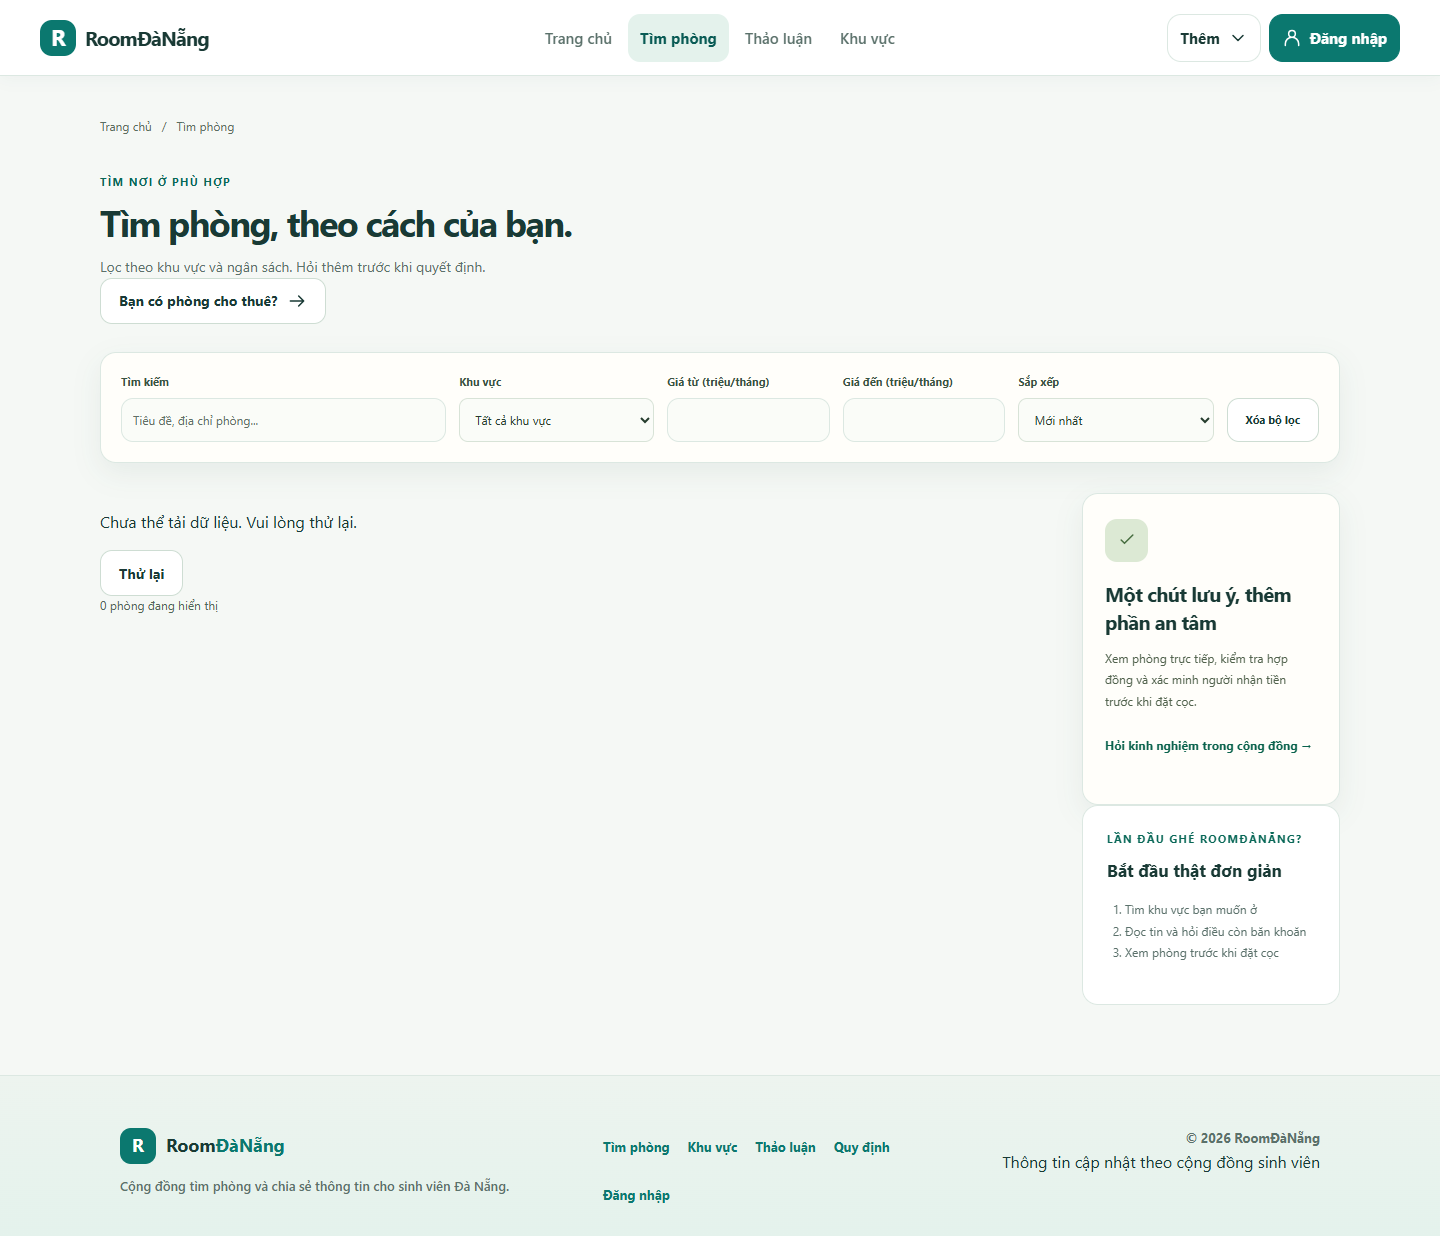 R RoomĐàNẵng
Trang chủ
Tìm phòng
Thảo luận
Khu vực
Thêm
Đăng nhập
Trang chủ / Tìm phòng
TÌM NƠI Ở PHÙ HỢP
Tìm phòng, theo cách của bạn.
Lọc theo khu vực và ngân sách. Hỏi thêm trước khi quyết định.
Bạn có phòng cho thuê? →
Tìm kiếm
Tiêu đề, địa chỉ phòng...
Khu vực
Tất cả khu vực
Giá từ (triệu/tháng)
Giá đến (triệu/tháng)
Sắp xếp
Mới nhất
Xóa bộ lọc
Chưa thể tải dữ liệu. Vui lòng thử lại.
Thử lại
0 phòng đang hiển thị
Một chút lưu ý, thêm
phần an tâm
Xem phòng trực tiếp, kiểm tra hợp
đồng và xác minh người nhận tiền
trước khi đặt cọc.
Hỏi kinh nghiệm trong cộng đồng →
LẦN ĐẦU GHÉ ROOMĐÀNẴNG?
Bắt đầu thật đơn giản
1. Tìm khu vực bạn muốn ở
2. Đọc tin và hỏi điều còn băn khoăn
3. Xem phòng trước khi đặt cọc
R RoomĐàNẵng
Cộng đồng tìm phòng và chia sẻ thông tin cho sinh viên Đà Nẵng.
Tìm phòng
Khu vực
Thảo luận
Quy định
Đăng nhập
© 2026 RoomĐàNẵng
Thông tin cập nhật theo cộng đồng sinh viên